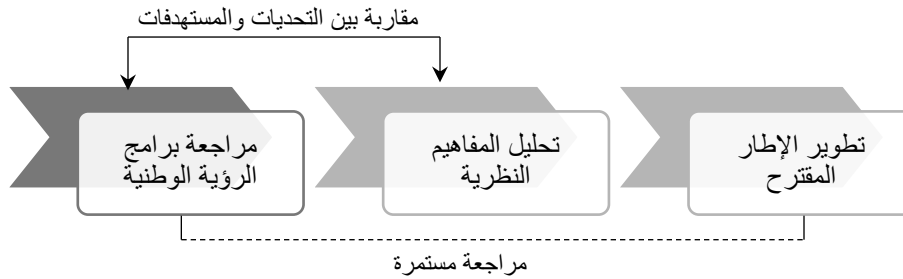 مقاربة بين التحديات والمستهدفات
مراجعة برامج
الرؤية الوطنية
تحليل المفاهيم
النظرية
تطوير الإطار
المقترح
مراجعة مستمرة